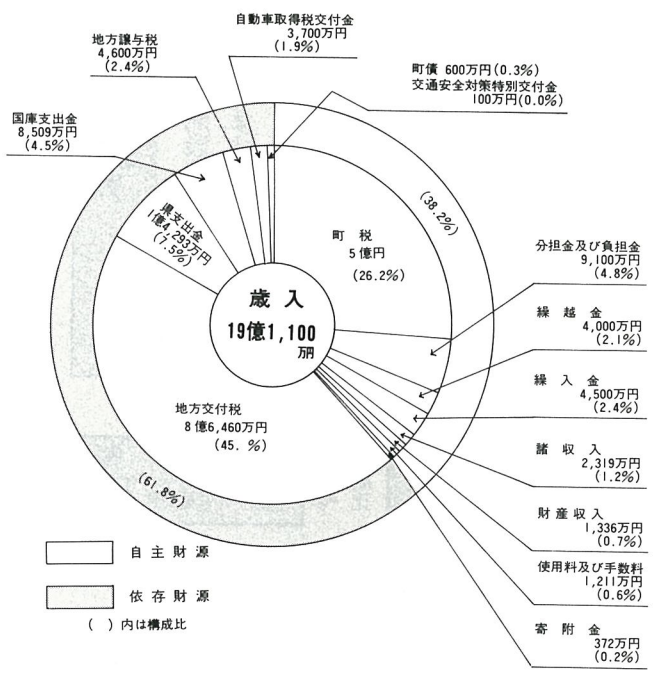 自動車取得税交付金
3,700万円
(1.9%)
地方譲与税
4,600万円
(2.4%)
町債 600万円(0.3%)
交通安全対策特別交付金
100万円(0.0%)
国庫支出金
8,509万円
(4.5%)
県支出金
1億4,293万円
(7.5%)
(38.2%)
町 税
5億円
(26.2%)
分担金及び負担金
9,100万円
(4.8%)
歳 入
19億1,100
万円
繰 越 金
4,000万円
(2.1%)
繰 入 金
4,500万円
(2.4%)
地方交付税
8億6,460万円
(45. %)
諸 収 入
2,319万円
(1.2%)
(61.8%)
財産収入
1,336万円
(0.7%)
自 主 財 源
使用料及び手数料
1,211万円
(0.6%)
依 存 財 源
( )内は構成比
寄 附 金
372万円
(0.2%)